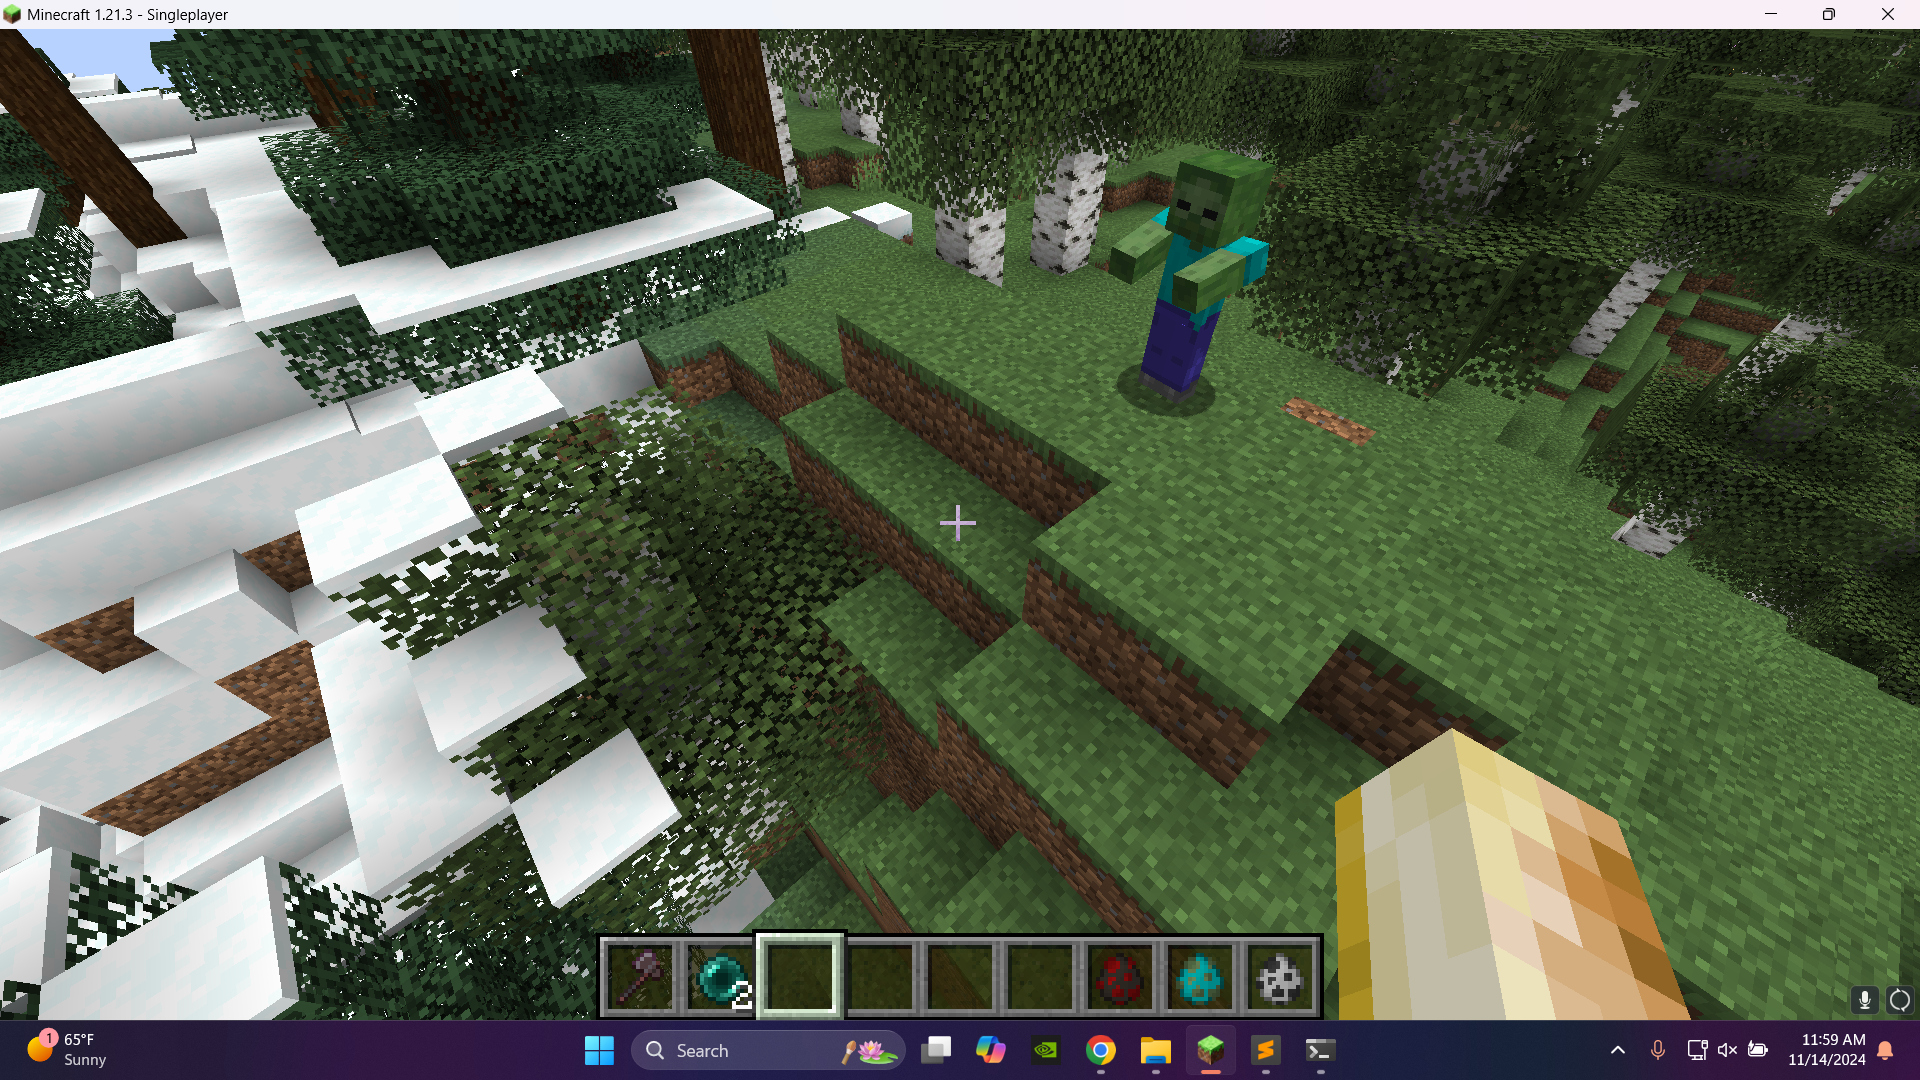 Minecraft 1.21.3 - Singleplayer
2
1
65°F
Sunny
Search
11:59 AM
11/14/2024